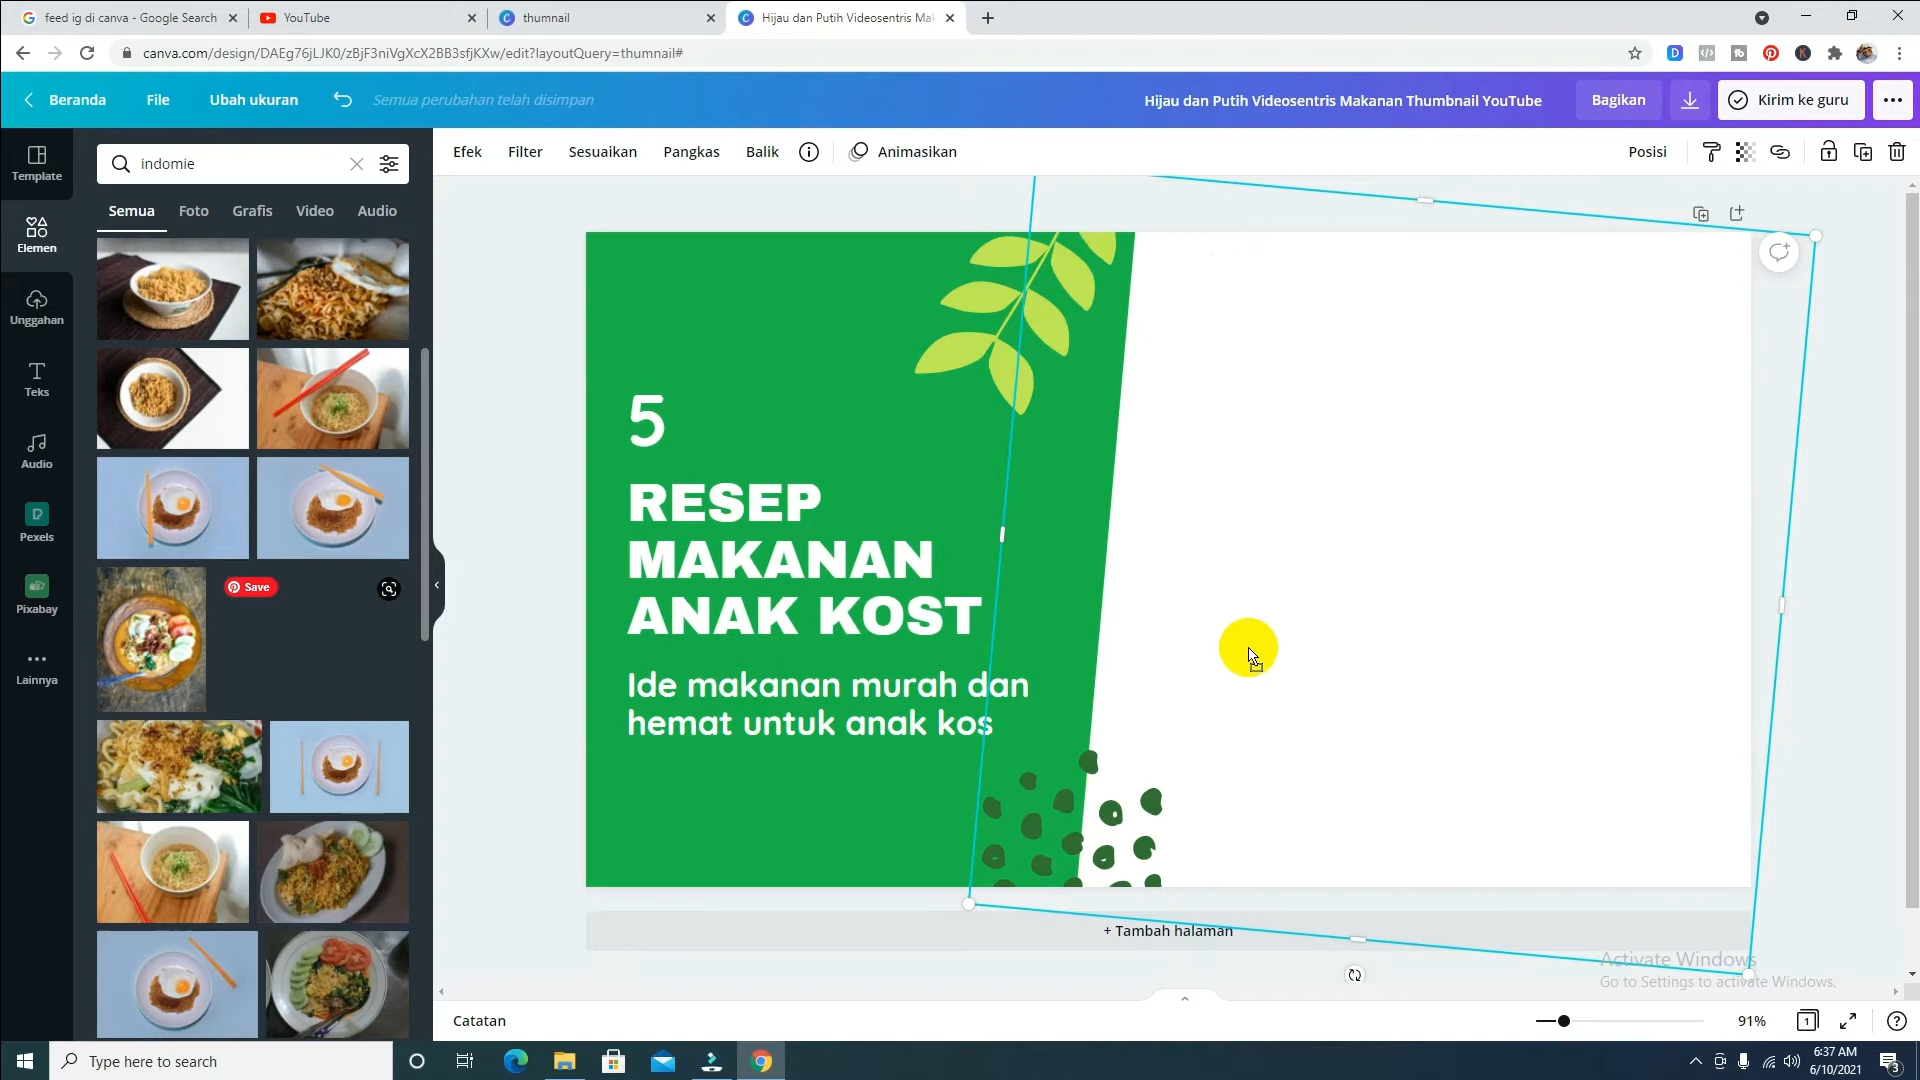 feed ig di canva - Google Search
YouTube
thumnail
Hijau dan Putih Videosentris Mak
canva.com/design/DAEg76jLJK0/zBjF3niVgXcX2BB3sfjKXw/edit?layoutQuery=thumnail#
Beranda
File
Ubah ukuran
Semua perubahan telah disimpan
Hijau dan Putih Videosentris Makanan Thumbnail YouTube
Bagikan
Kirim ke guru
Template
Elemen
Unggahan
Teks
Audio
Pexels
Pixabay
Lainnya
indomie
Semua
Foto
Grafis
Video
Audio
Save
Efek
Filter
Sesuaikan
Pangkas
Balik
Animasikan
Posisi
5
RESEP
MAKANAN
ANAK KOST
Ide makanan murah dan
hemat untuk anak kos
+ Tambah halaman
Activate Windows
Go to Settings to activate Windows.
Catatan
91%
1
Type here to search
6:37 AM
6/10/2021
3